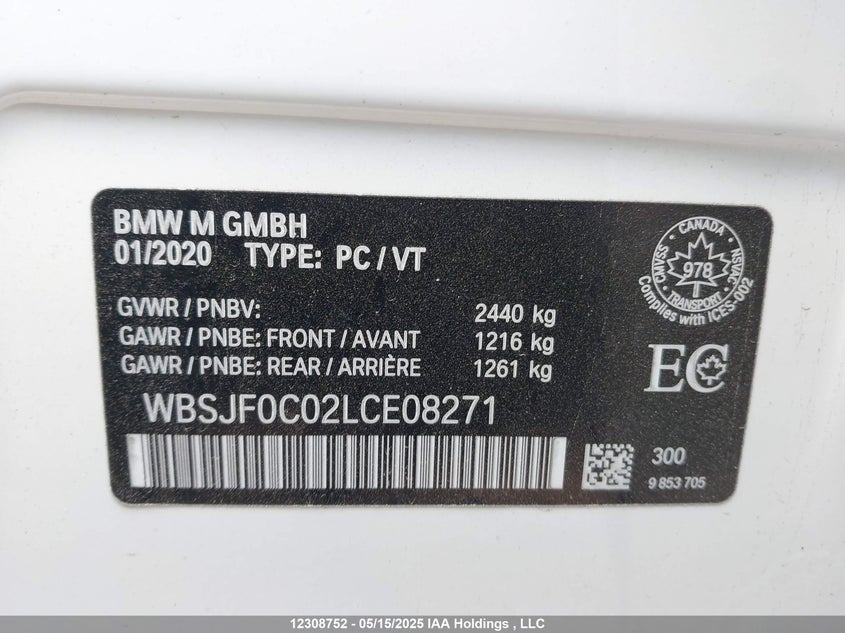 BMW M GMBH
01/2020 TYPE: PC / VT
GVWR / PNBV: 2440 kg
GAWR / PNBE: FRONT / AVANT 1216 kg
GAWR / PNBE: REAR / ARRIÈRE 1261 kg
WBSJF0C02LCE08271
CANADA
CMVSS
NSVAC
978
TRANSPORT
Complies with ICES-002
EC
300
9 853 705
12308752 - 05/15/2025 IAA Holdings , LLC